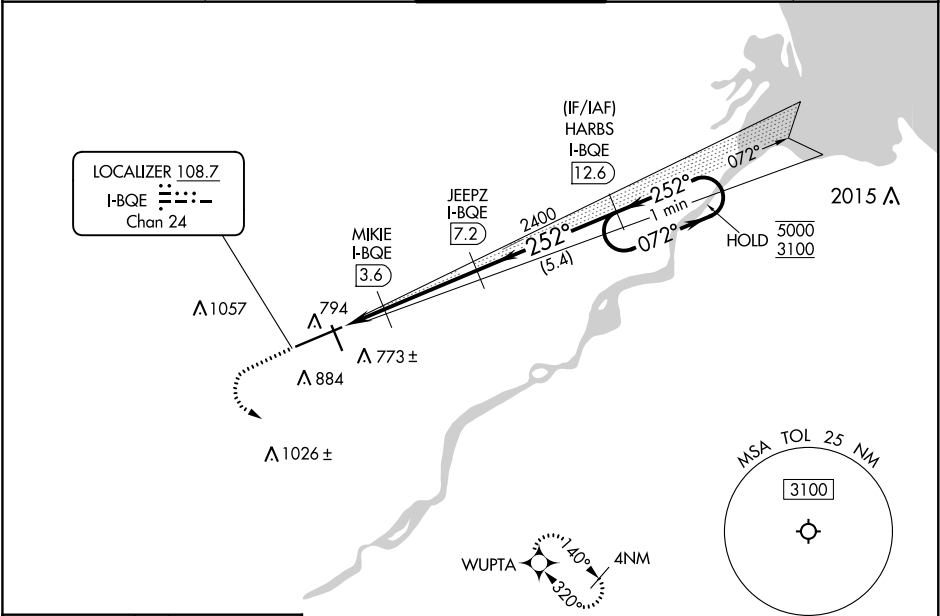 (IF/IAF)
HARBS
I-BQE
12.6
072°
LOCALIZER 108.7
I-BQE
Chan 24
JEEPZ
I-BQE
7.2
2400
252°
1 min
072°
2015
HOLD 5000
3100
MIKIE
I-BQE
3.6
252°
(5.4)
1057
794
773 ±
884
1026 ±
MSA TOL 25 NM
3100
WUPTA
140°
4NM
320°